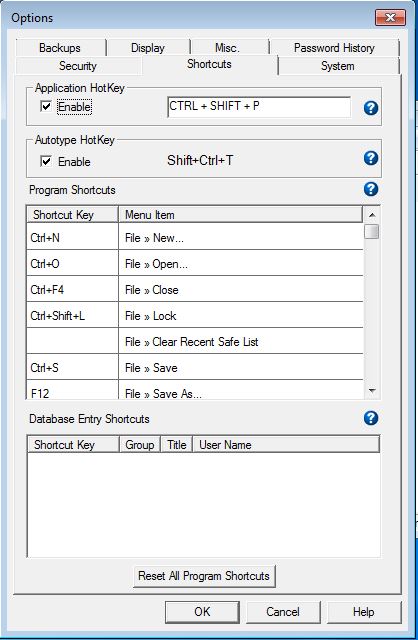 Options
Backups Display Misc. Password History
Security Shortcuts System
Application HotKey
Enable CTRL + SHIFT + P
Autotype HotKey
Enable Shift+Ctrl+T
Program Shortcuts
Shortcut Key Menu Item
Ctrl+N File » New...
Ctrl+O File » Open...
Ctrl+F4 File » Close
Ctrl+Shift+L File » Lock
File » Clear Recent Safe List
Ctrl+S File » Save
F12 File » Save As...
Database Entry Shortcuts
Shortcut Key Group Title User Name
Reset All Program Shortcuts
OK Cancel Help